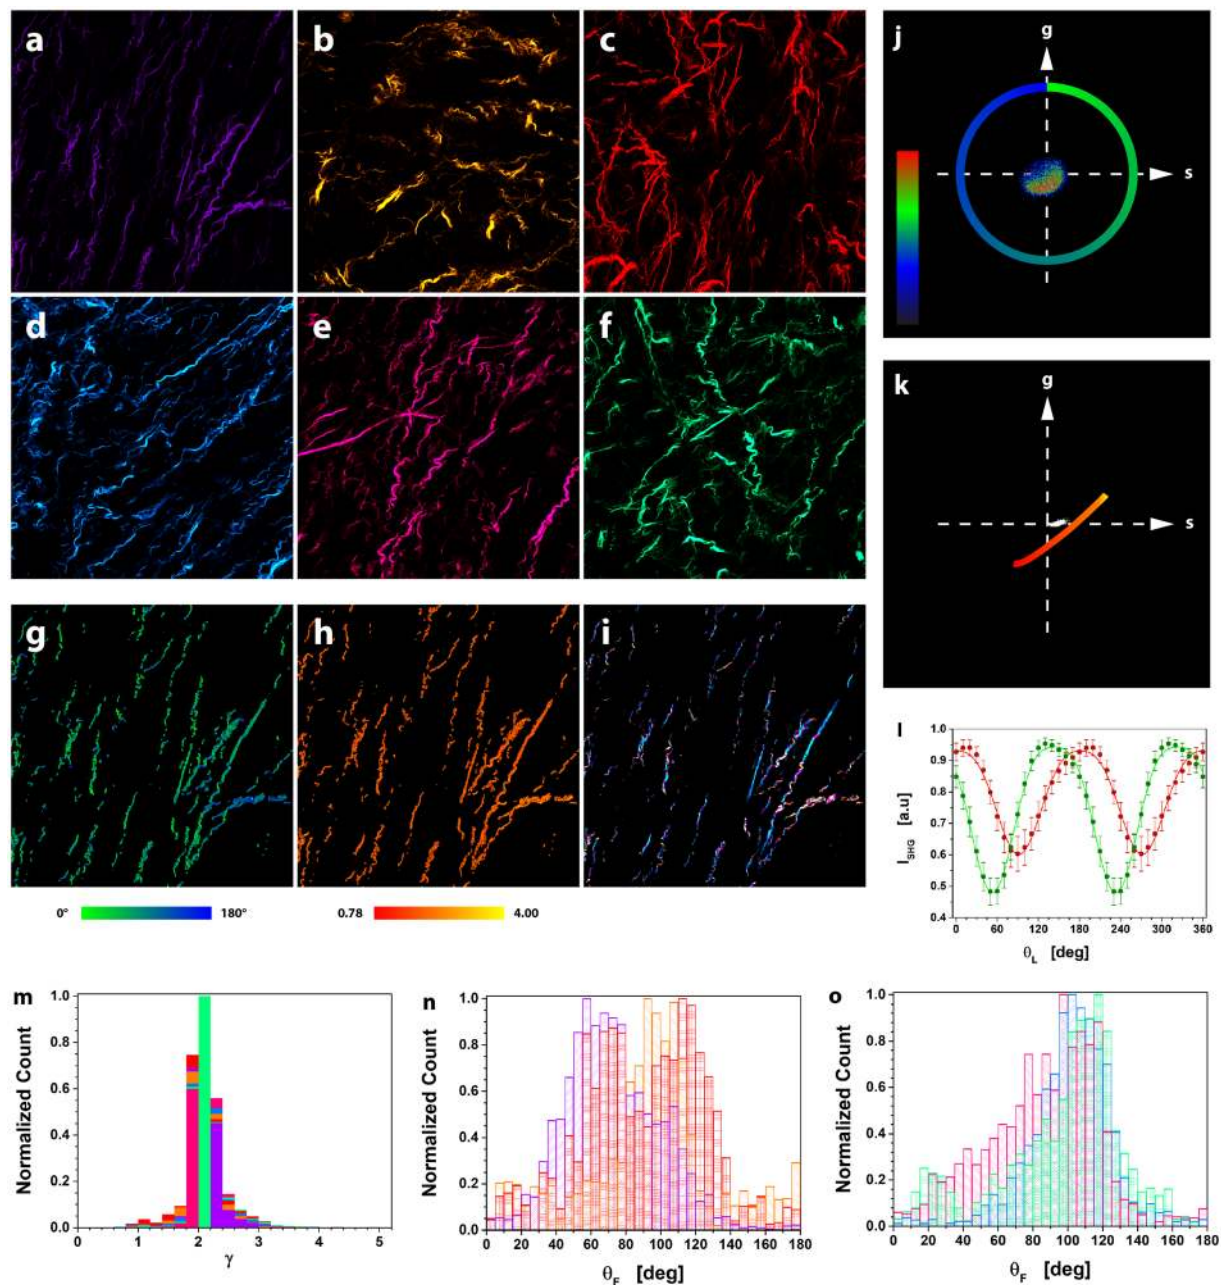 a
b
c
d
e
f
g
h
i
0° 180° 0.78 4.00
j
g
s
k
g
s
l
1.0
0.9
0.8
0.7
0.6
0.5
0.4
I_SHG [a.u]
0 60 120 180 240 300 360
θ_L [deg]
m
1.0
0.8
0.6
0.4
0.2
0.0
Normalized Count
0 1 2 3 4 5
γ
n
1.0
0.8
0.6
0.4
0.2
0.0
Normalized Count
0 20 40 60 80 100 120 140 160 180
θ_F [deg]
o
1.0
0.8
0.6
0.4
0.2
0.0
Normalized Count
0 20 40 60 80 100 120 140 160 180
θ_F [deg]